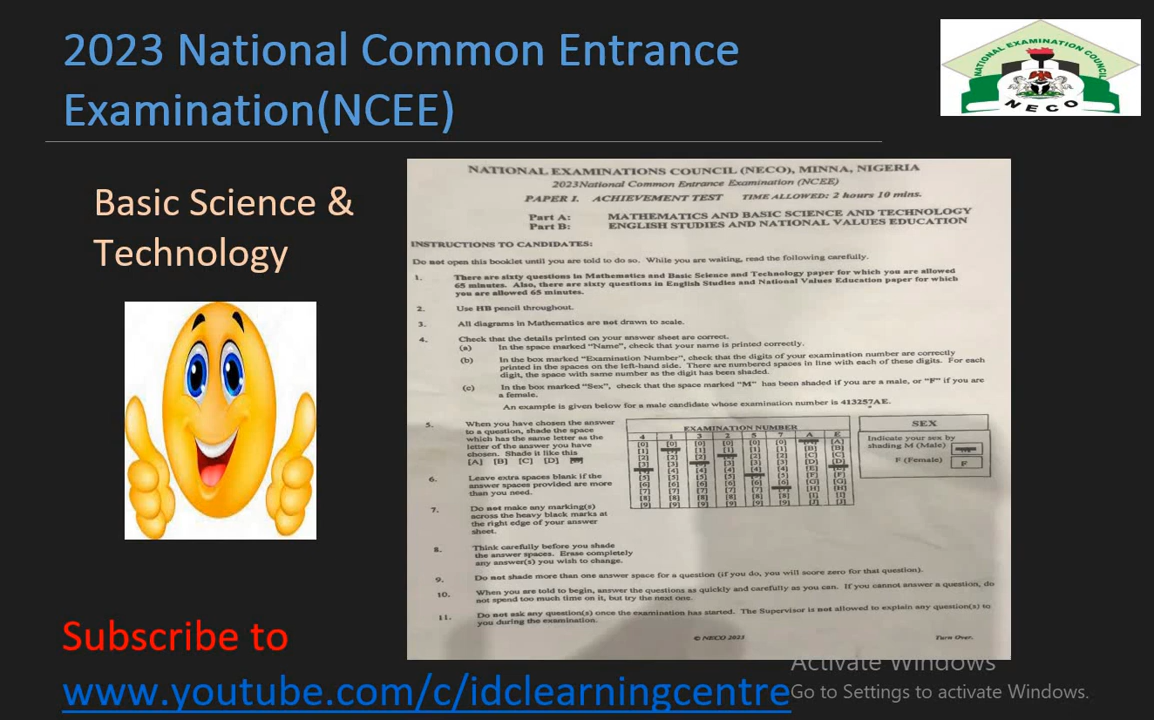 2023 National Common Entrance
Examination(NCEE)
NATIONAL EXAMINATION COUNCIL
NECO
Basic Science &
Technology
NATIONAL EXAMINATIONS COUNCIL (NECO), MINNA, NIGERIA
2023National Common Entrance Examination (NCEE)
PAPER I. ACHIEVEMENT TEST TIME ALLOWED: 2 hours 10 mins.
Part A: MATHEMATICS AND BASIC SCIENCE AND TECHNOLOGY
Part B: ENGLISH STUDIES AND NATIONAL VALUES EDUCATION
INSTRUCTIONS TO CANDIDATES:
Do not open this booklet until you are told to do so. While you are waiting, read the following carefully.
1. There are sixty questions in Mathematics and Basic Science and Technology paper for which you are allowed
65 minutes. Also, there are sixty questions in English Studies and National Values Education paper for which
you are allowed 65 minutes.
2. Use HB pencil throughout.
3. All diagrams in Mathematics are not drawn to scale.
4. Check that the details printed on your answer sheet are correct.
(a) In the space marked "Name", check that your name is printed correctly.
(b) In the box marked "Examination Number", check that the digits of your examination number are correctly
printed in the spaces on the left-hand side. There are numbered spaces in line with each of these digits. For each
digit, the space with same number as the digit has been shaded.
(c) In the box marked "Sex", check that the space marked "M" has been shaded if you are a male, or "F" if you are
a female.
An example is given below for a male candidate whose examination number is 413257AE.
5. When you have chosen the answer
to a question, shade the space
which has the same letter as the
letter of the answer you have
chosen. Shade it like this
[A] [B] [C] [D]
6. Leave extra spaces blank if the
answer spaces provided are more
than you need.
7. Do not make any marking(s)
across the heavy black marks at
the right edge of your answer
sheet.
EXAMINATION NUMBER
4 1 3 2 5 7 A E
SEX
Indicate your sex by
shading M (Male)
F (Female) F
8. Think carefully before you shade
the answer spaces. Erase completely
any answer(s) you wish to change.
9. Do not shade more than one answer space for a question (if you do, you will score zero for that question).
10. When you are told to begin, answer the questions as quickly and carefully as you can. If you cannot answer a question, do
not spend too much time on it, but try the next one.
11. Do not ask any question(s) once the examination has started. The Supervisor is not allowed to explain any question(s) to
you during the examination.
© NECO 2023
Turn Over.
Subscribe to
www.youtube.com/c/idclearningcentre
Activate Windows
Go to Settings to activate Windows.